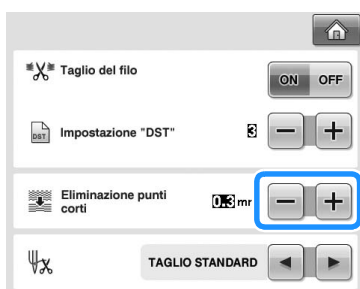 Taglio del filo
ON OFF
DST
Impostazione "DST"
3
Eliminazione punti
corti
0.3 mm
TAGLIO STANDARD